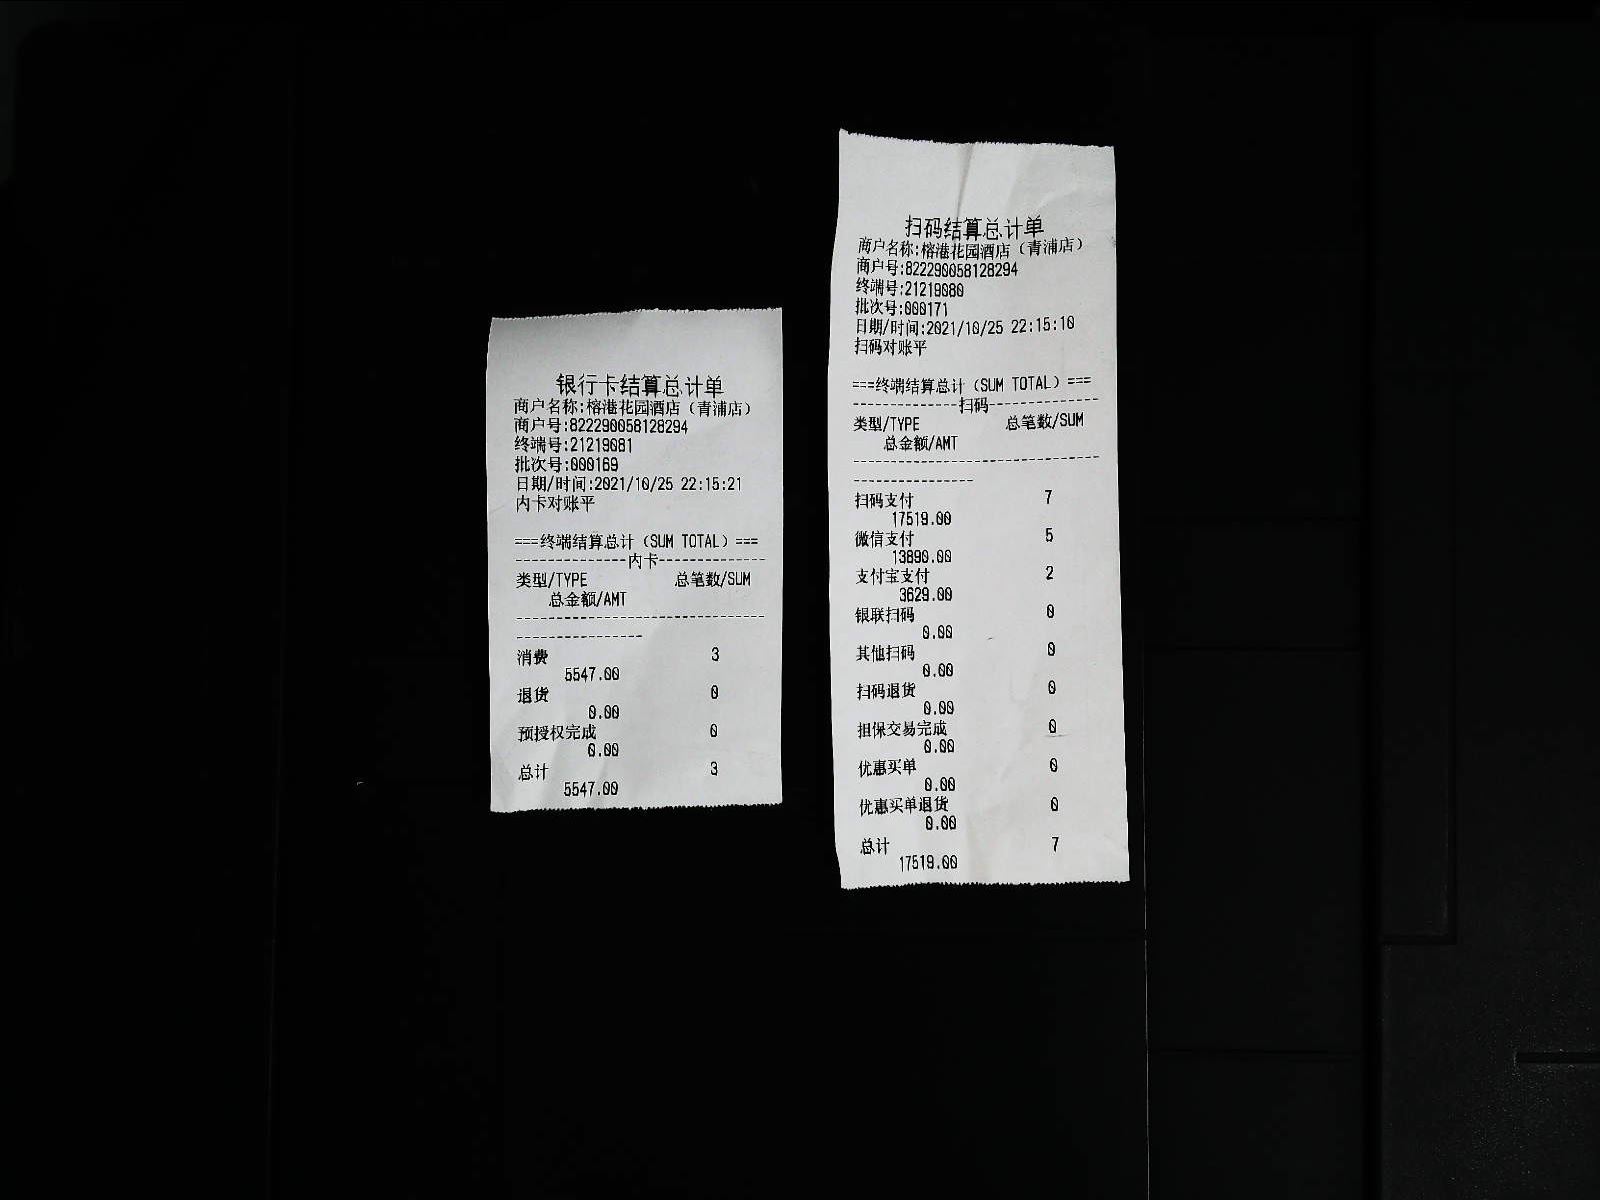 银行卡结算总计单
商户名称:榕港花园酒店（青浦店）
商户号:822290058128294
终端号:21219081
批次号:000169
日期/时间:2021/10/25 22:15:21
内卡对账平
===终端结算总计（SUM TOTAL）===
---------------内卡---------------
类型/TYPE 总笔数/SUM
总金额/AMT
---------------------------------
-----------------
消费 3
5547.00
退货 0
0.00
预授权完成 0
0.00
总计 3
5547.00
扫码结算总计单
商户名称:榕港花园酒店（青浦店）
商户号:822290058128294
终端号:21219080
批次号:000171
日期/时间:2021/10/25 22:15:10
扫码对账平
===终端结算总计（SUM TOTAL）===
---------------扫码---------------
类型/TYPE 总笔数/SUM
总金额/AMT
---------------------------------
-----------------
扫码支付 7
17519.00
微信支付 5
13890.00
支付宝支付 2
3629.00
银联扫码 0
0.00
其他扫码 0
0.00
扫码退货 0
0.00
担保交易完成 0
0.00
优惠买单 0
0.00
优惠买单退货 0
0.00
总计 7
17519.00